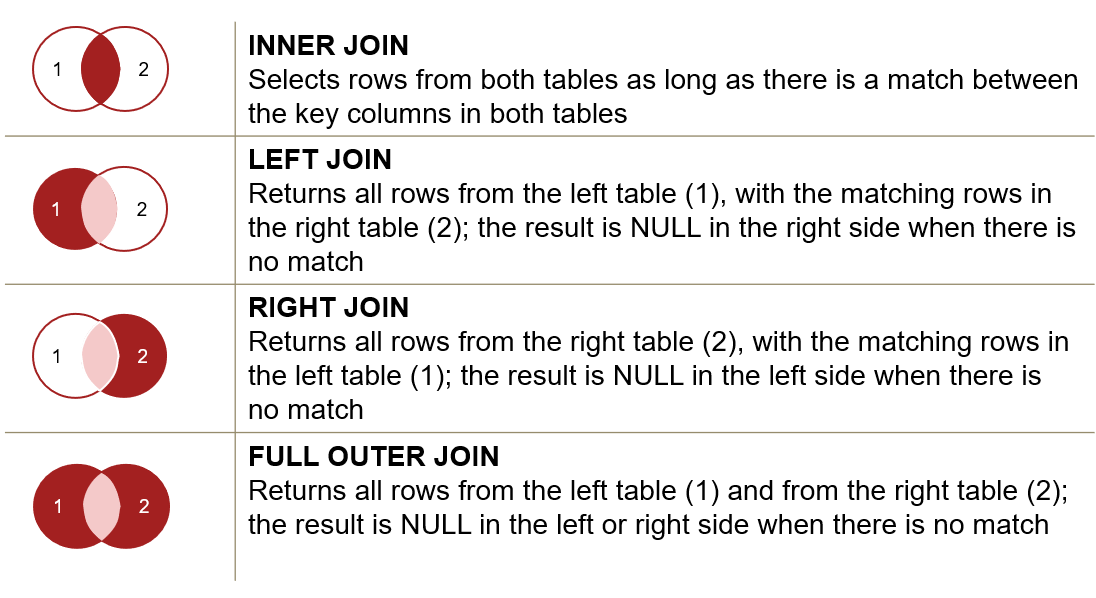 1 2
INNER JOIN
Selects rows from both tables as long as there is a match between
the key columns in both tables
1 2
LEFT JOIN
Returns all rows from the left table (1), with the matching rows in
the right table (2); the result is NULL in the right side when there is
no match
1 2
RIGHT JOIN
Returns all rows from the right table (2), with the matching rows in
the left table (1); the result is NULL in the left side when there is
no match
1 2
FULL OUTER JOIN
Returns all rows from the left table (1) and from the right table (2);
the result is NULL in the left or right side when there is no match